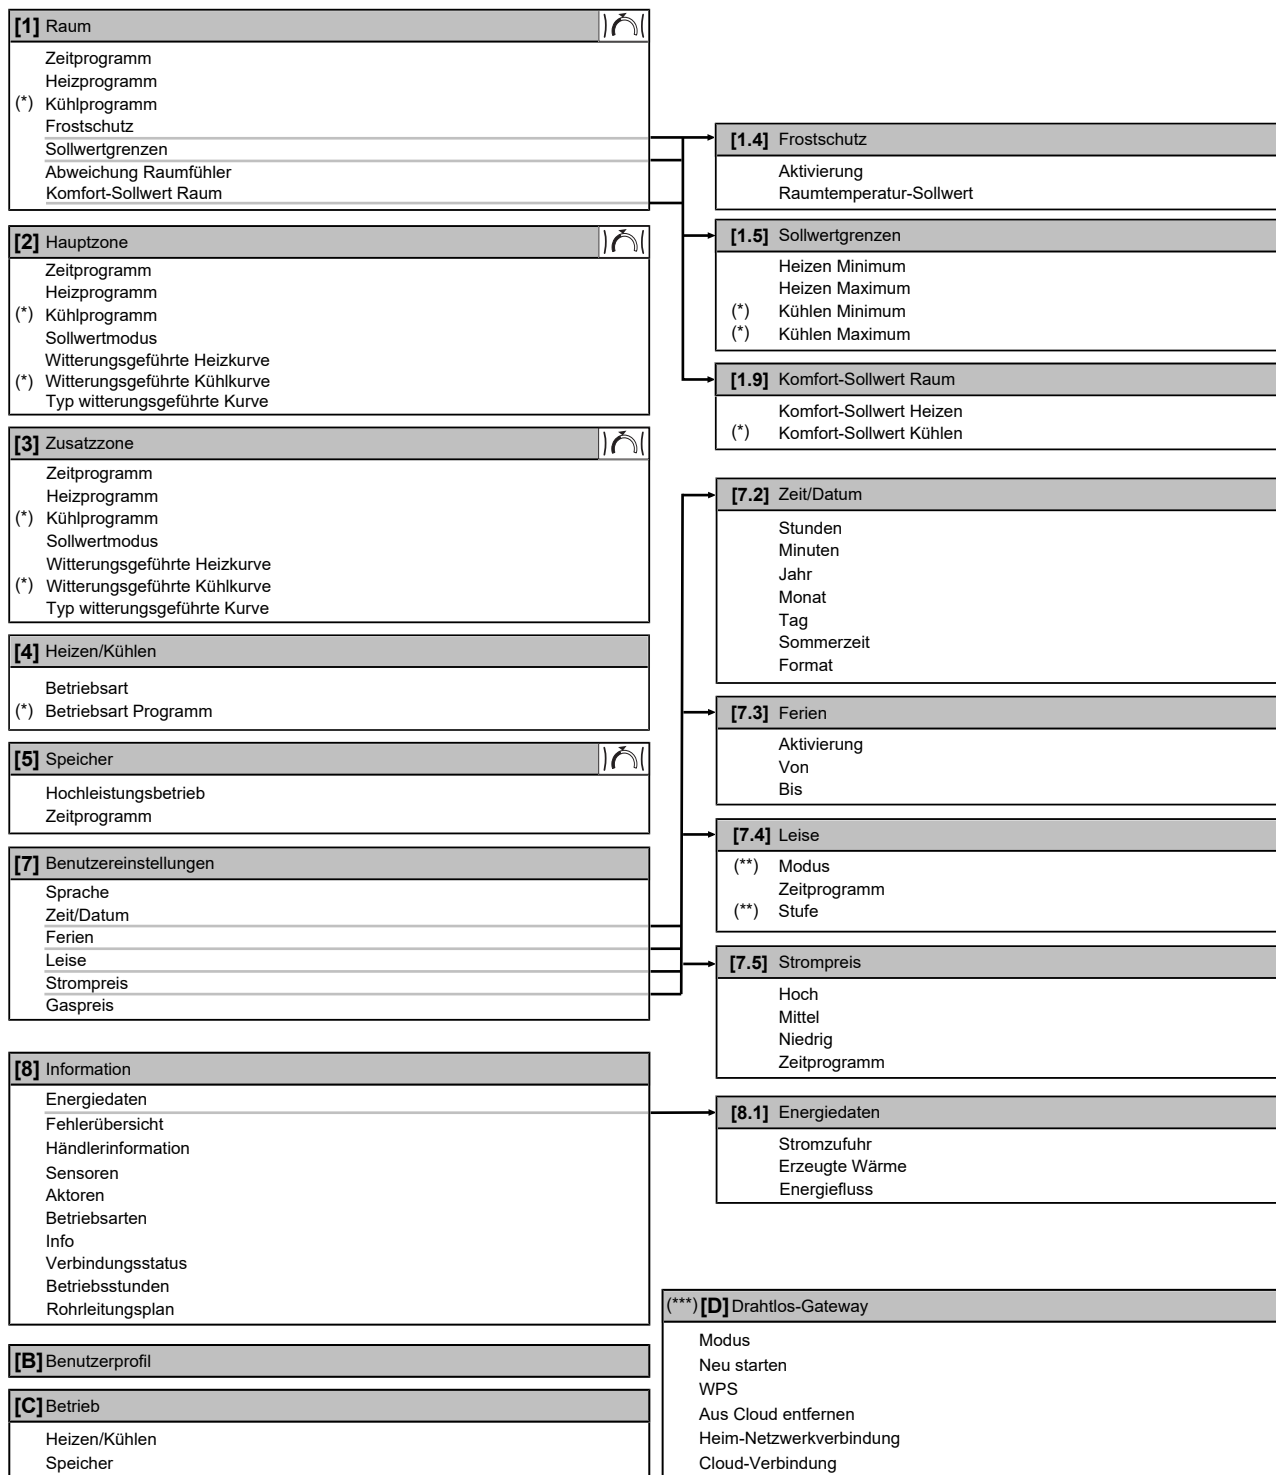 [1] Raum
Zeitprogramm
Heizprogramm
(*) Kühlprogramm
Frostschutz
Sollwertgrenzen
Abweichung Raumfühler
Komfort-Sollwert Raum
[2] Hauptzone
Zeitprogramm
Heizprogramm
(*) Kühlprogramm
Sollwertmodus
Witterungsgeführte Heizkurve
(*) Witterungsgeführte Kühlkurve
Typ witterungsgeführte Kurve
[3] Zusatzzone
Zeitprogramm
Heizprogramm
(*) Kühlprogramm
Sollwertmodus
Witterungsgeführte Heizkurve
(*) Witterungsgeführte Kühlkurve
Typ witterungsgeführte Kurve
[4] Heizen/Kühlen
Betriebsart
(*) Betriebsart Programm
[5] Speicher
Hochleistungsbetrieb
Zeitprogramm
[7] Benutzereinstellungen
Sprache
Zeit/Datum
Ferien
Leise
Strompreis
Gaspreis
[8] Information
Energiedaten
Fehlerübersicht
Händlerinformation
Sensoren
Aktoren
Betriebsarten
Info
Verbindungsstatus
Betriebsstunden
Rohrleitungsplan
[B] Benutzerprofil
[C] Betrieb
Heizen/Kühlen
Speicher
[1.4] Frostschutz
Aktivierung
Raumtemperatur-Sollwert
[1.5] Sollwertgrenzen
Heizen Minimum
Heizen Maximum
(*) Kühlen Minimum
(*) Kühlen Maximum
[1.9] Komfort-Sollwert Raum
Komfort-Sollwert Heizen
(*) Komfort-Sollwert Kühlen
[7.2] Zeit/Datum
Stunden
Minuten
Jahr
Monat
Tag
Sommerzeit
Format
[7.3] Ferien
Aktivierung
Von
Bis
[7.4] Leise
(**) Modus
Zeitprogramm
(**) Stufe
[7.5] Strompreis
Hoch
Mittel
Niedrig
Zeitprogramm
[8.1] Energiedaten
Stromzufuhr
Erzeugte Wärme
Energiefluss
(***) [D] Drahtlos-Gateway
Modus
Neu starten
WPS
Aus Cloud entfernen
Heim-Netzwerkverbindung
Cloud-Verbindung